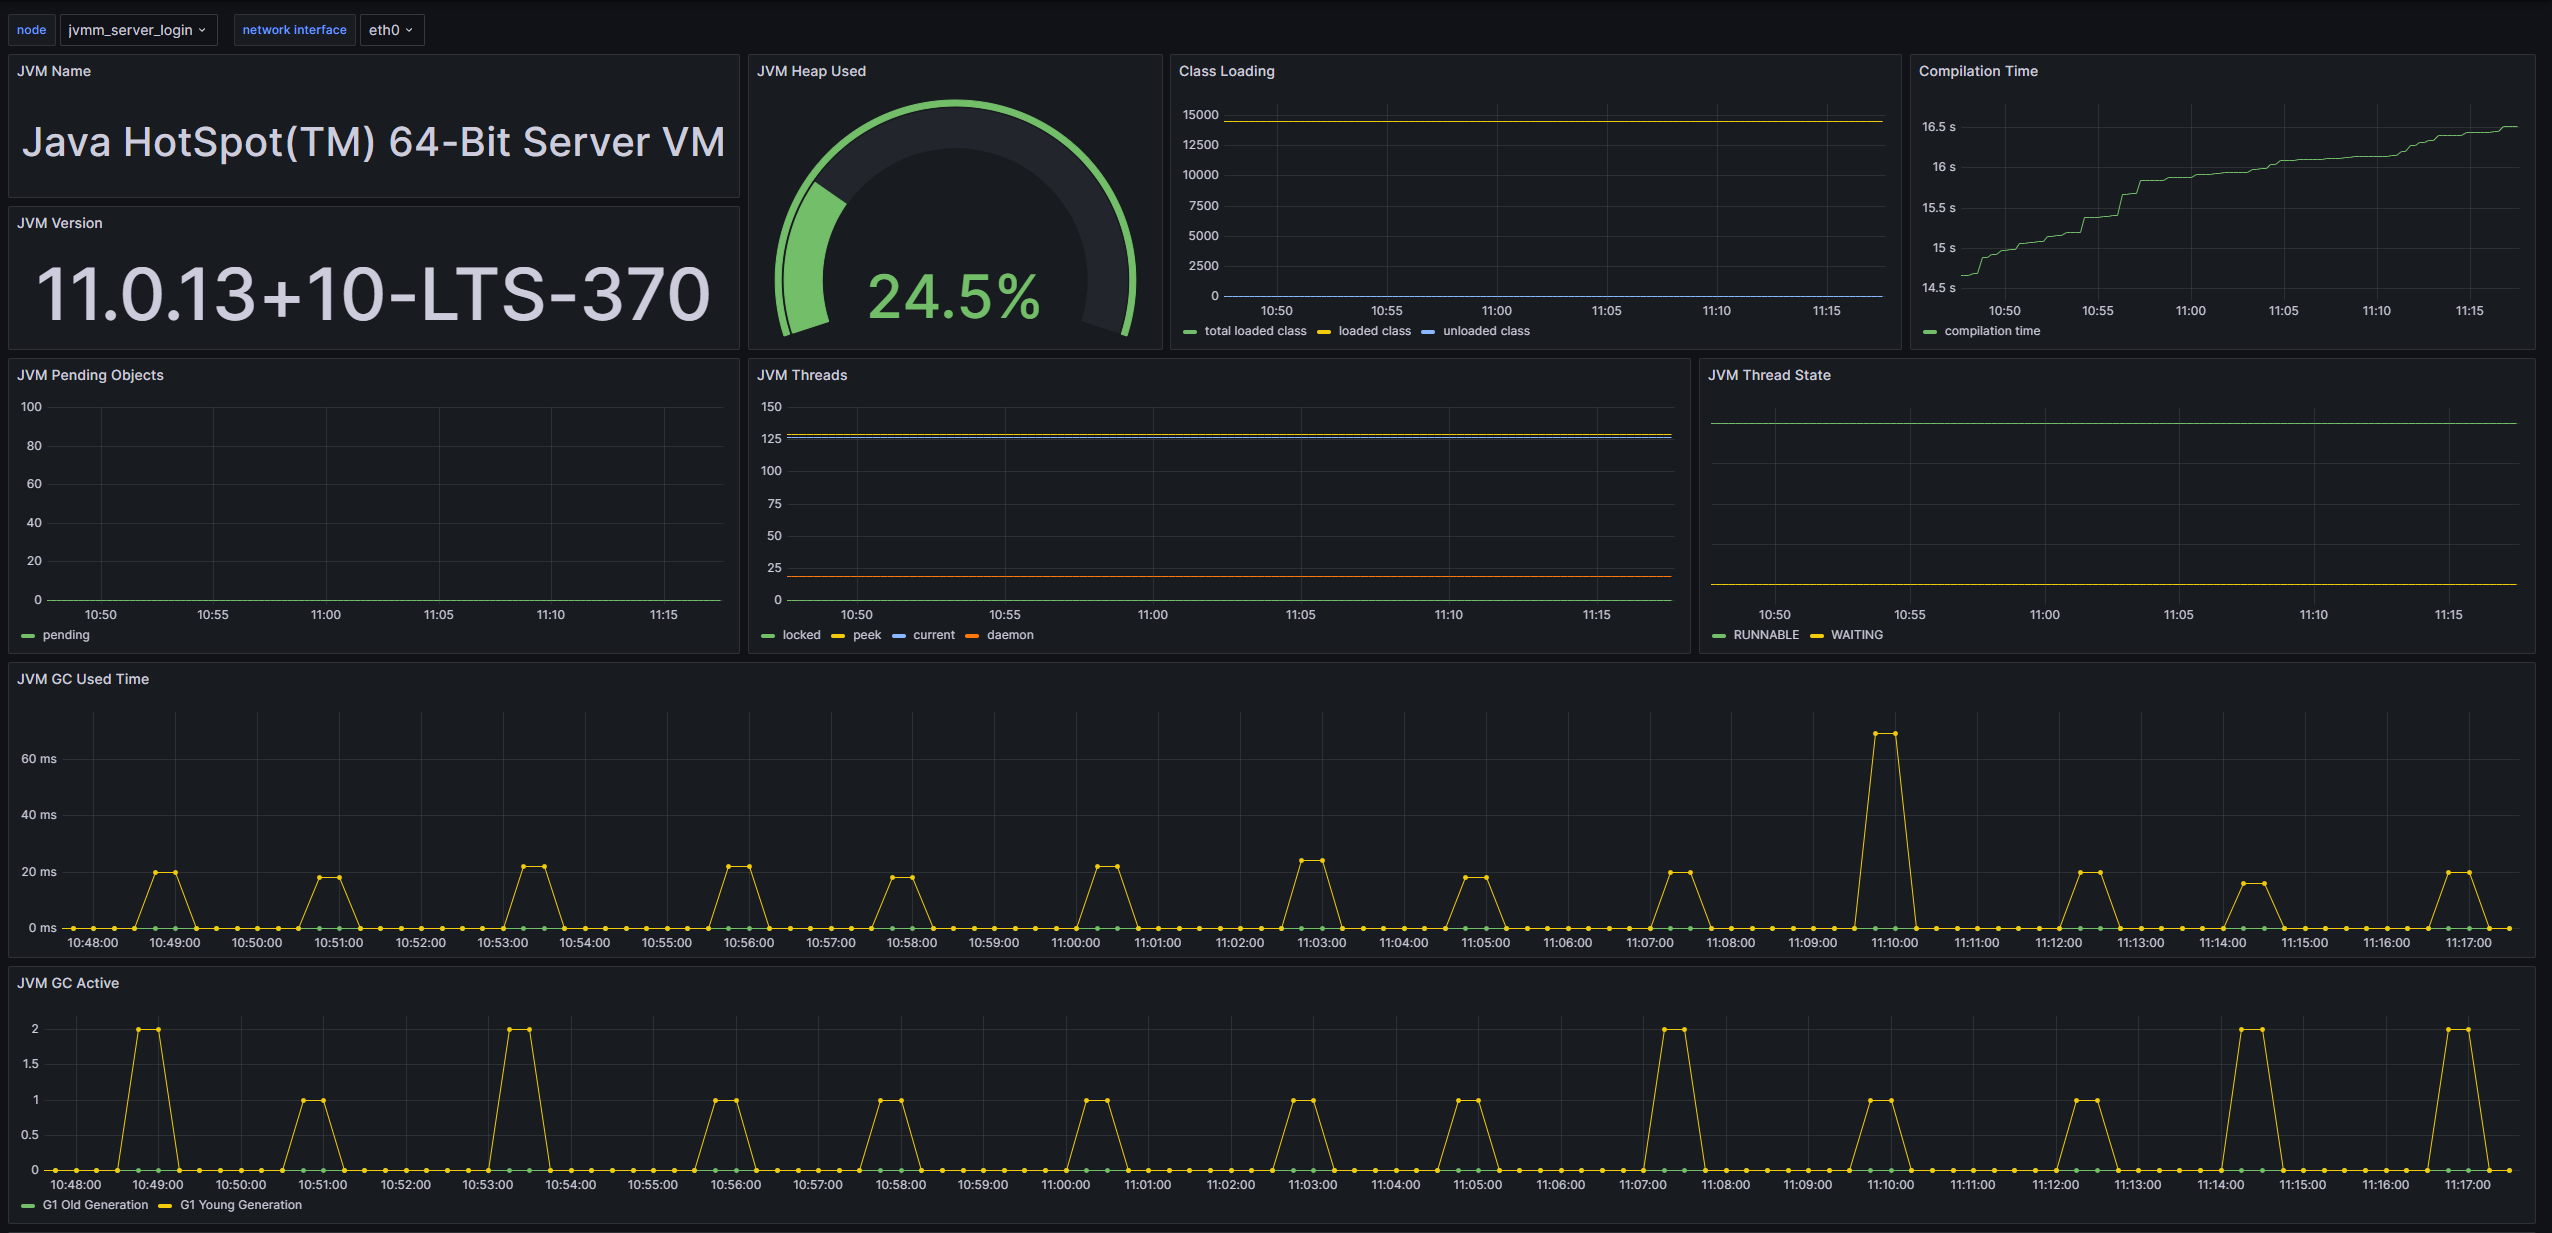 node jvmm_server_login network interface eth0
JVM Name
Java HotSpot(TM) 64-Bit Server VM
JVM Version
11.0.13+10-LTS-370
JVM Heap Used
24.5%
Class Loading
15000
12500
10000
7500
5000
2500
0
10:50 10:55 11:00 11:05 11:10 11:15
total loaded class loaded class unloaded class
Compilation Time
16.5 s
16 s
15.5 s
15 s
14.5 s
10:50 10:55 11:00 11:05 11:10 11:15
compilation time
JVM Pending Objects
100
80
60
40
20
0
10:50 10:55 11:00 11:05 11:10 11:15
pending
JVM Threads
150
125
100
75
50
25
0
10:50 10:55 11:00 11:05 11:10 11:15
locked peek current daemon
JVM Thread State
10:50 10:55 11:00 11:05 11:10 11:15
RUNNABLE WAITING
JVM GC Used Time
60 ms
40 ms
20 ms
0 ms
10:48:00 10:49:00 10:50:00 10:51:00 10:52:00 10:53:00 10:54:00 10:55:00 10:56:00 10:57:00 10:58:00 10:59:00 11:00:00 11:01:00 11:02:00 11:03:00 11:04:00 11:05:00 11:06:00 11:07:00 11:08:00 11:09:00 11:10:00 11:11:00 11:12:00 11:13:00 11:14:00 11:15:00 11:16:00 11:17:00
JVM GC Active
2
1.5
1
0.5
0
10:48:00 10:49:00 10:50:00 10:51:00 10:52:00 10:53:00 10:54:00 10:55:00 10:56:00 10:57:00 10:58:00 10:59:00 11:00:00 11:01:00 11:02:00 11:03:00 11:04:00 11:05:00 11:06:00 11:07:00 11:08:00 11:09:00 11:10:00 11:11:00 11:12:00 11:13:00 11:14:00 11:15:00 11:16:00 11:17:00
G1 Old Generation G1 Young Generation